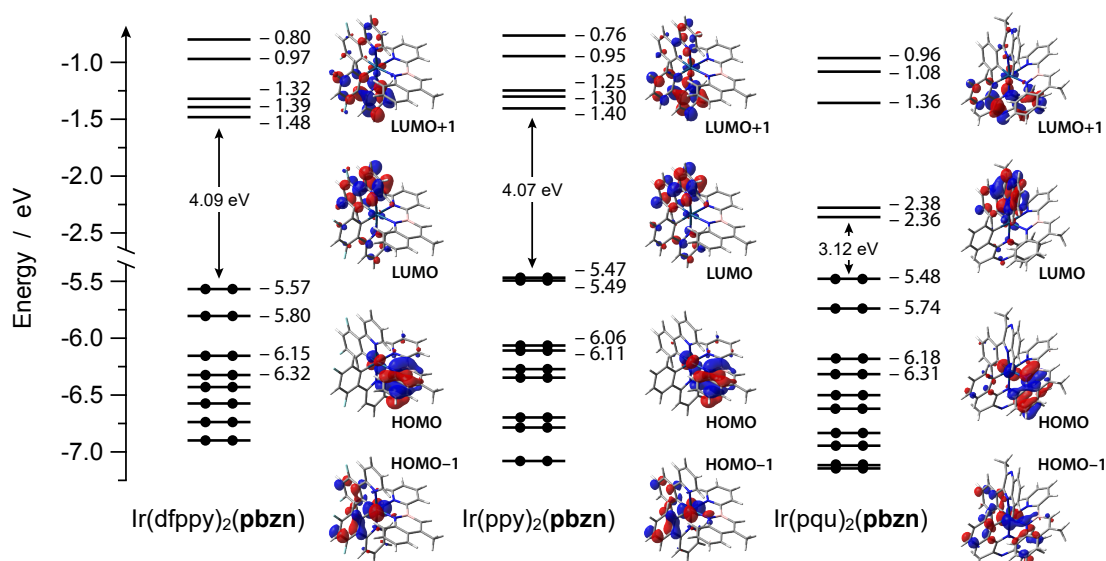 Energy / eV
-1.0
-1.5
-2.0
-2.5
-5.5
-6.0
-6.5
-7.0
– 0.80
– 0.97
– 1.32
– 1.39
– 1.48
4.09 eV
– 5.57
– 5.80
– 6.15
– 6.32
LUMO+1
LUMO
HOMO
HOMO–1
Ir(dfppy)2(pbzn)
– 0.76
– 0.95
– 1.25
– 1.30
– 1.40
4.07 eV
– 5.47
– 5.49
– 6.06
– 6.11
LUMO+1
LUMO
HOMO
HOMO–1
Ir(ppy)2(pbzn)
– 0.96
– 1.08
– 1.36
– 2.38
– 2.36
3.12 eV
– 5.48
– 5.74
– 6.18
– 6.31
LUMO+1
LUMO
HOMO
HOMO–1
Ir(pqu)2(pbzn)